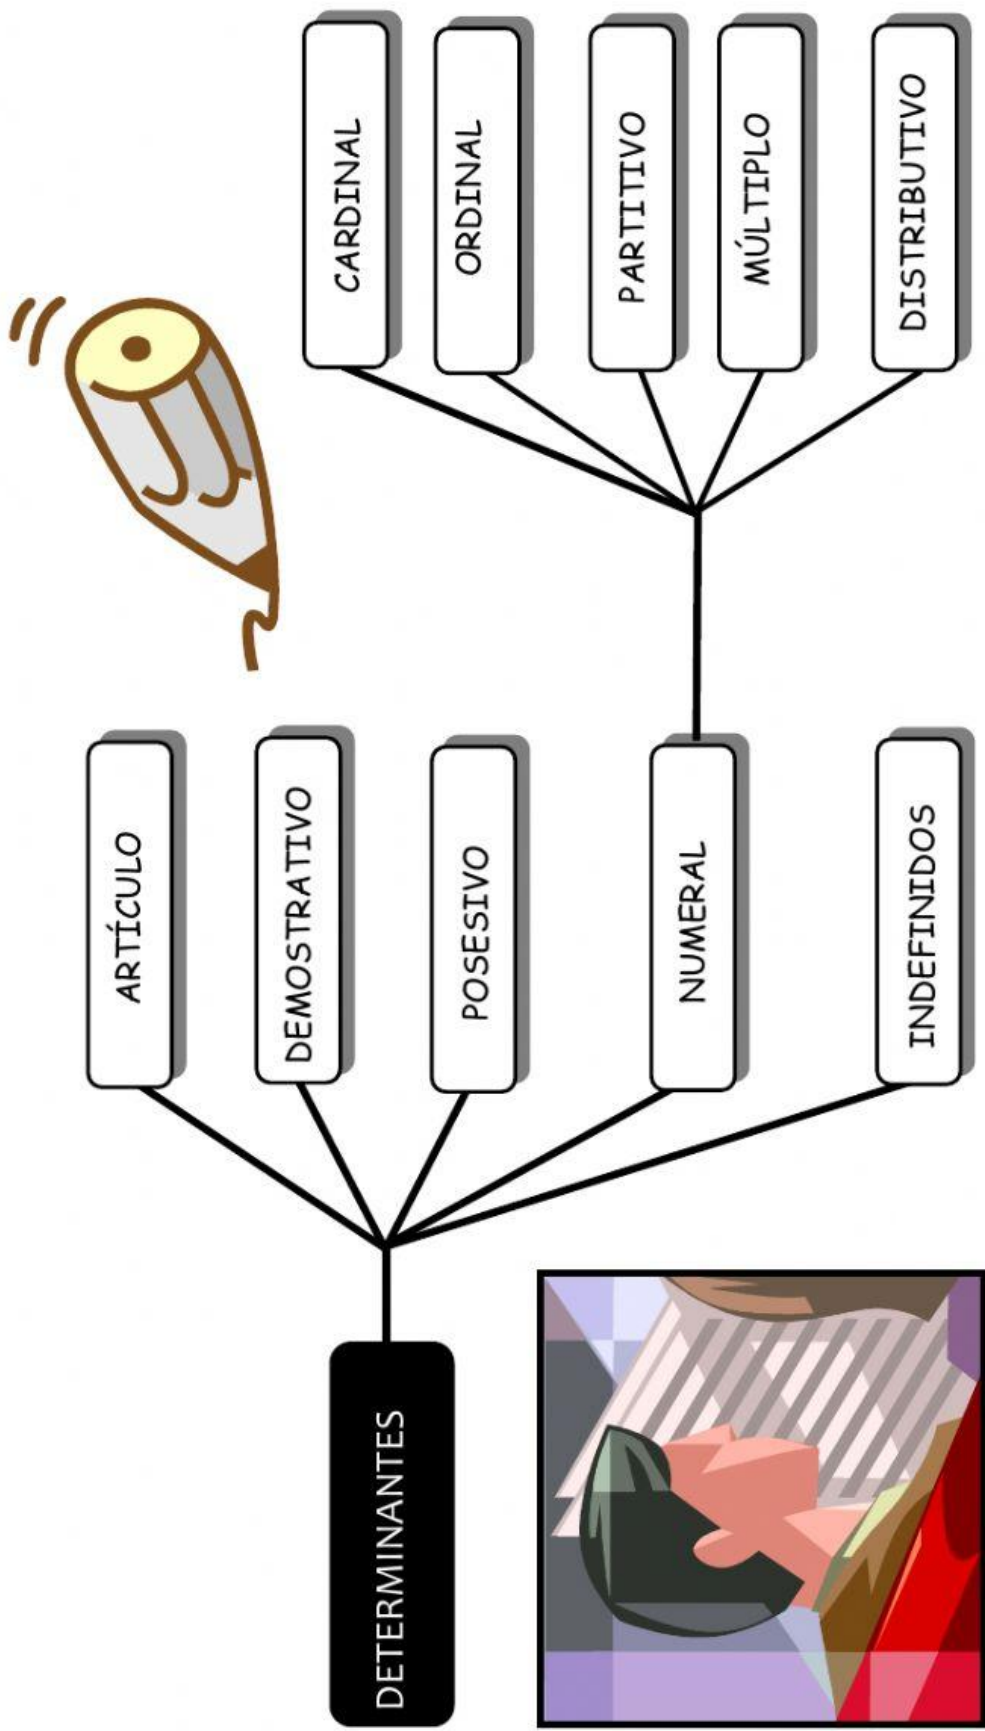 DETERMINANTES
ARTÍCULO
DEMOSTRATIVO
POSESIVO
NUMERAL
INDEFINIDOS
CARDINAL
ORDINAL
PARTITIVO
MÚLTIPLO
DISTRIBUTIVO